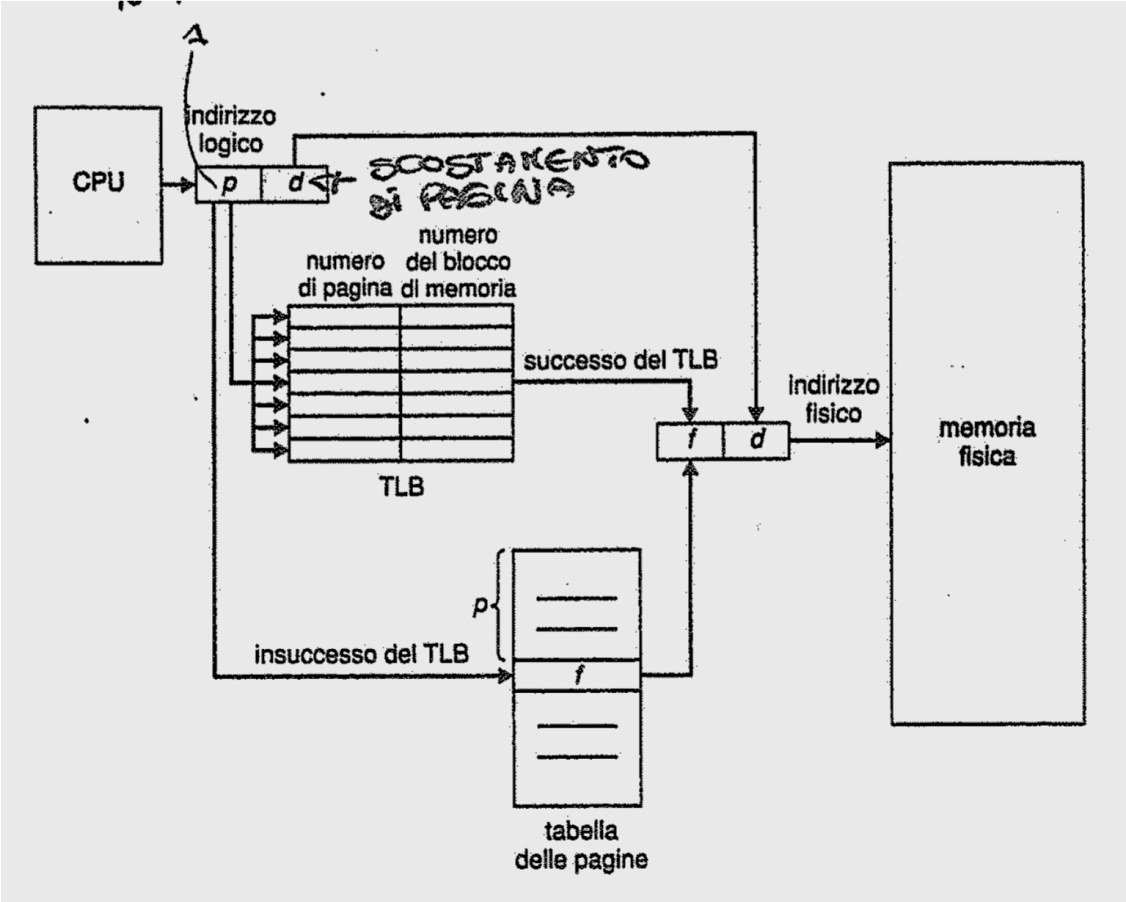 1
indirizzo
logico
CPU
p
d
SCOSTAMENTO
DI PAGINA
numero
di pagina
numero
del blocco
di memoria
successo del TLB
TLB
indirizzo
fisico
f
d
memoria
fisica
p
insuccesso del TLB
f
tabella
delle pagine